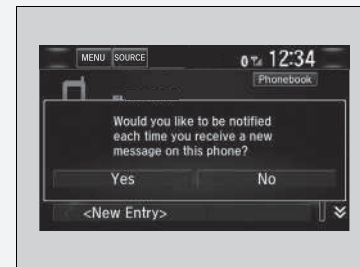 MENU SOURCE 12:34
Phonebook
Would you like to be notified
each time you receive a new
message on this phone?
Yes No
<New Entry>